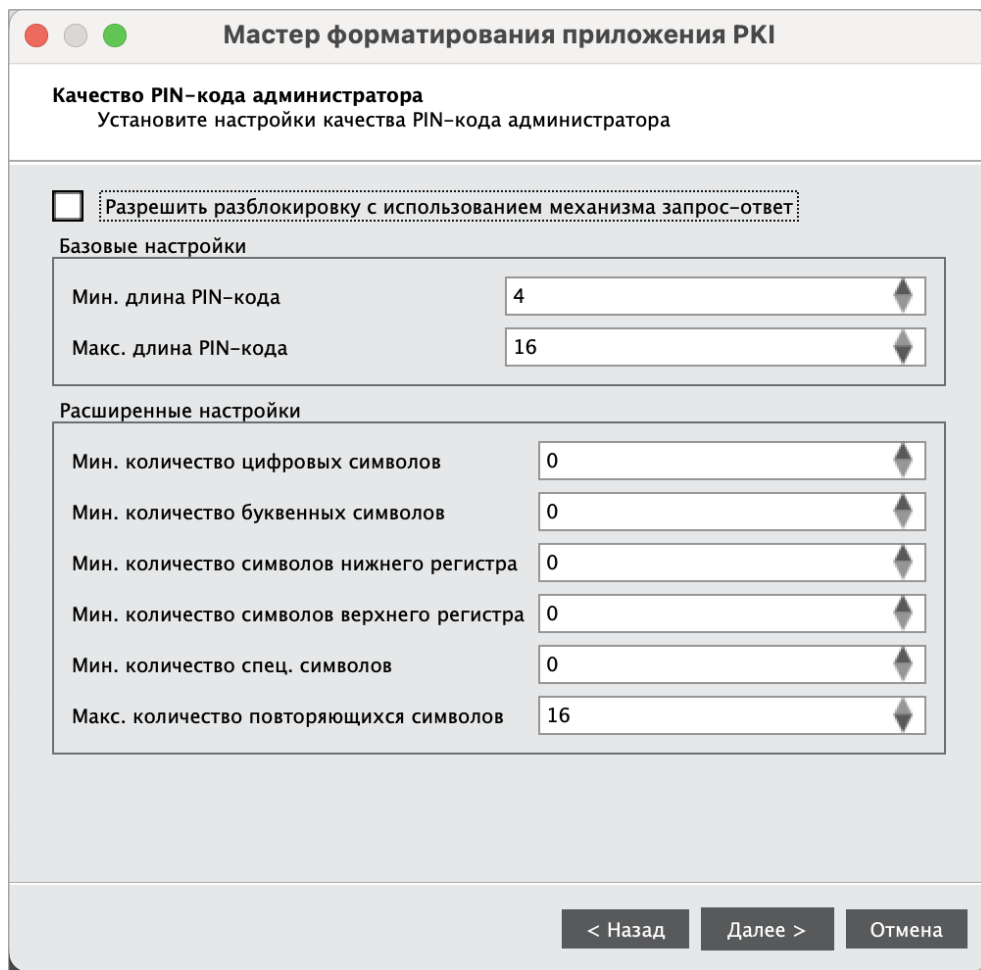 Мастер форматирования приложения PKI
Качество PIN-кода администратора
Установите настройки качества PIN-кода администратора
Разрешить разблокировку с использованием механизма запрос-ответ
Базовые настройки
Мин. длина PIN-кода 4
Макс. длина PIN-кода 16
Расширенные настройки
Мин. количество цифровых символов 0
Мин. количество буквенных символов 0
Мин. количество символов нижнего регистра 0
Мин. количество символов верхнего регистра 0
Мин. количество спец. символов 0
Макс. количество повторяющихся символов 16
< Назад Далее > Отмена